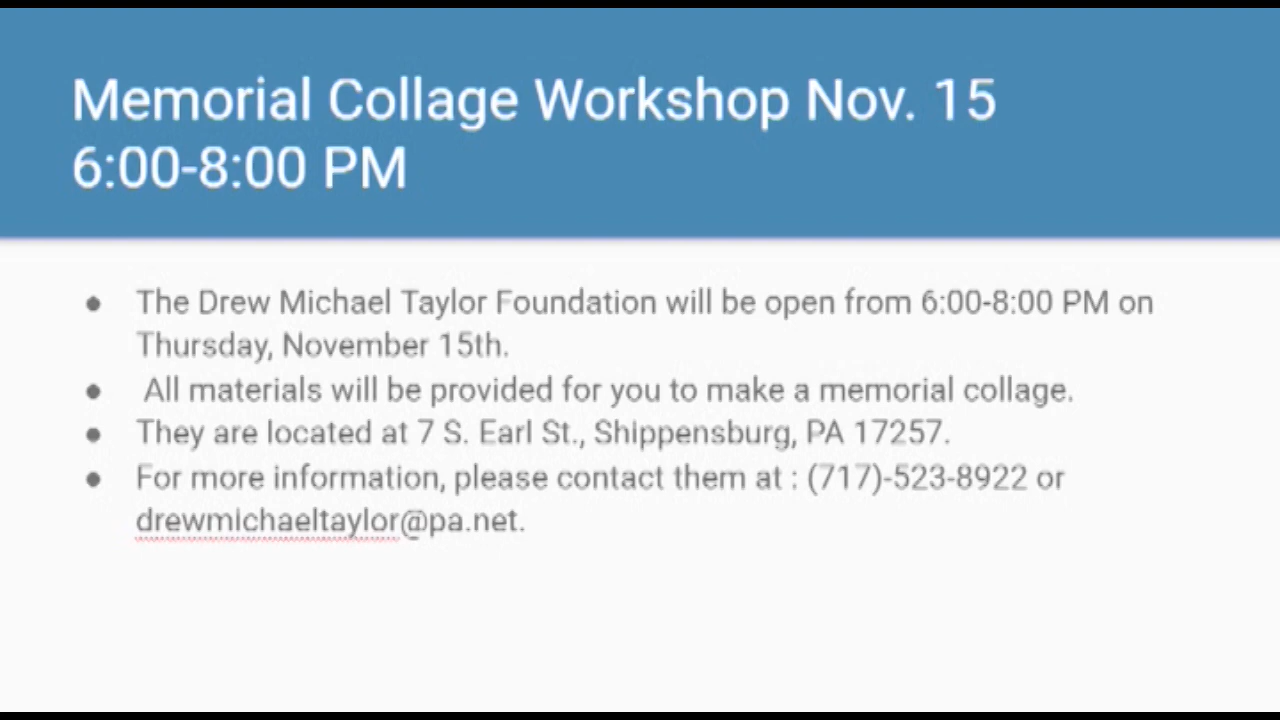 Memorial Collage Workshop Nov. 15
6:00-8:00 PM
● The Drew Michael Taylor Foundation will be open from 6:00-8:00 PM on
Thursday, November 15th.
● All materials will be provided for you to make a memorial collage.
● They are located at 7 S. Earl St., Shippensburg, PA 17257.
● For more information, please contact them at : (717)-523-8922 or
drewmichaeltaylor@pa.net.